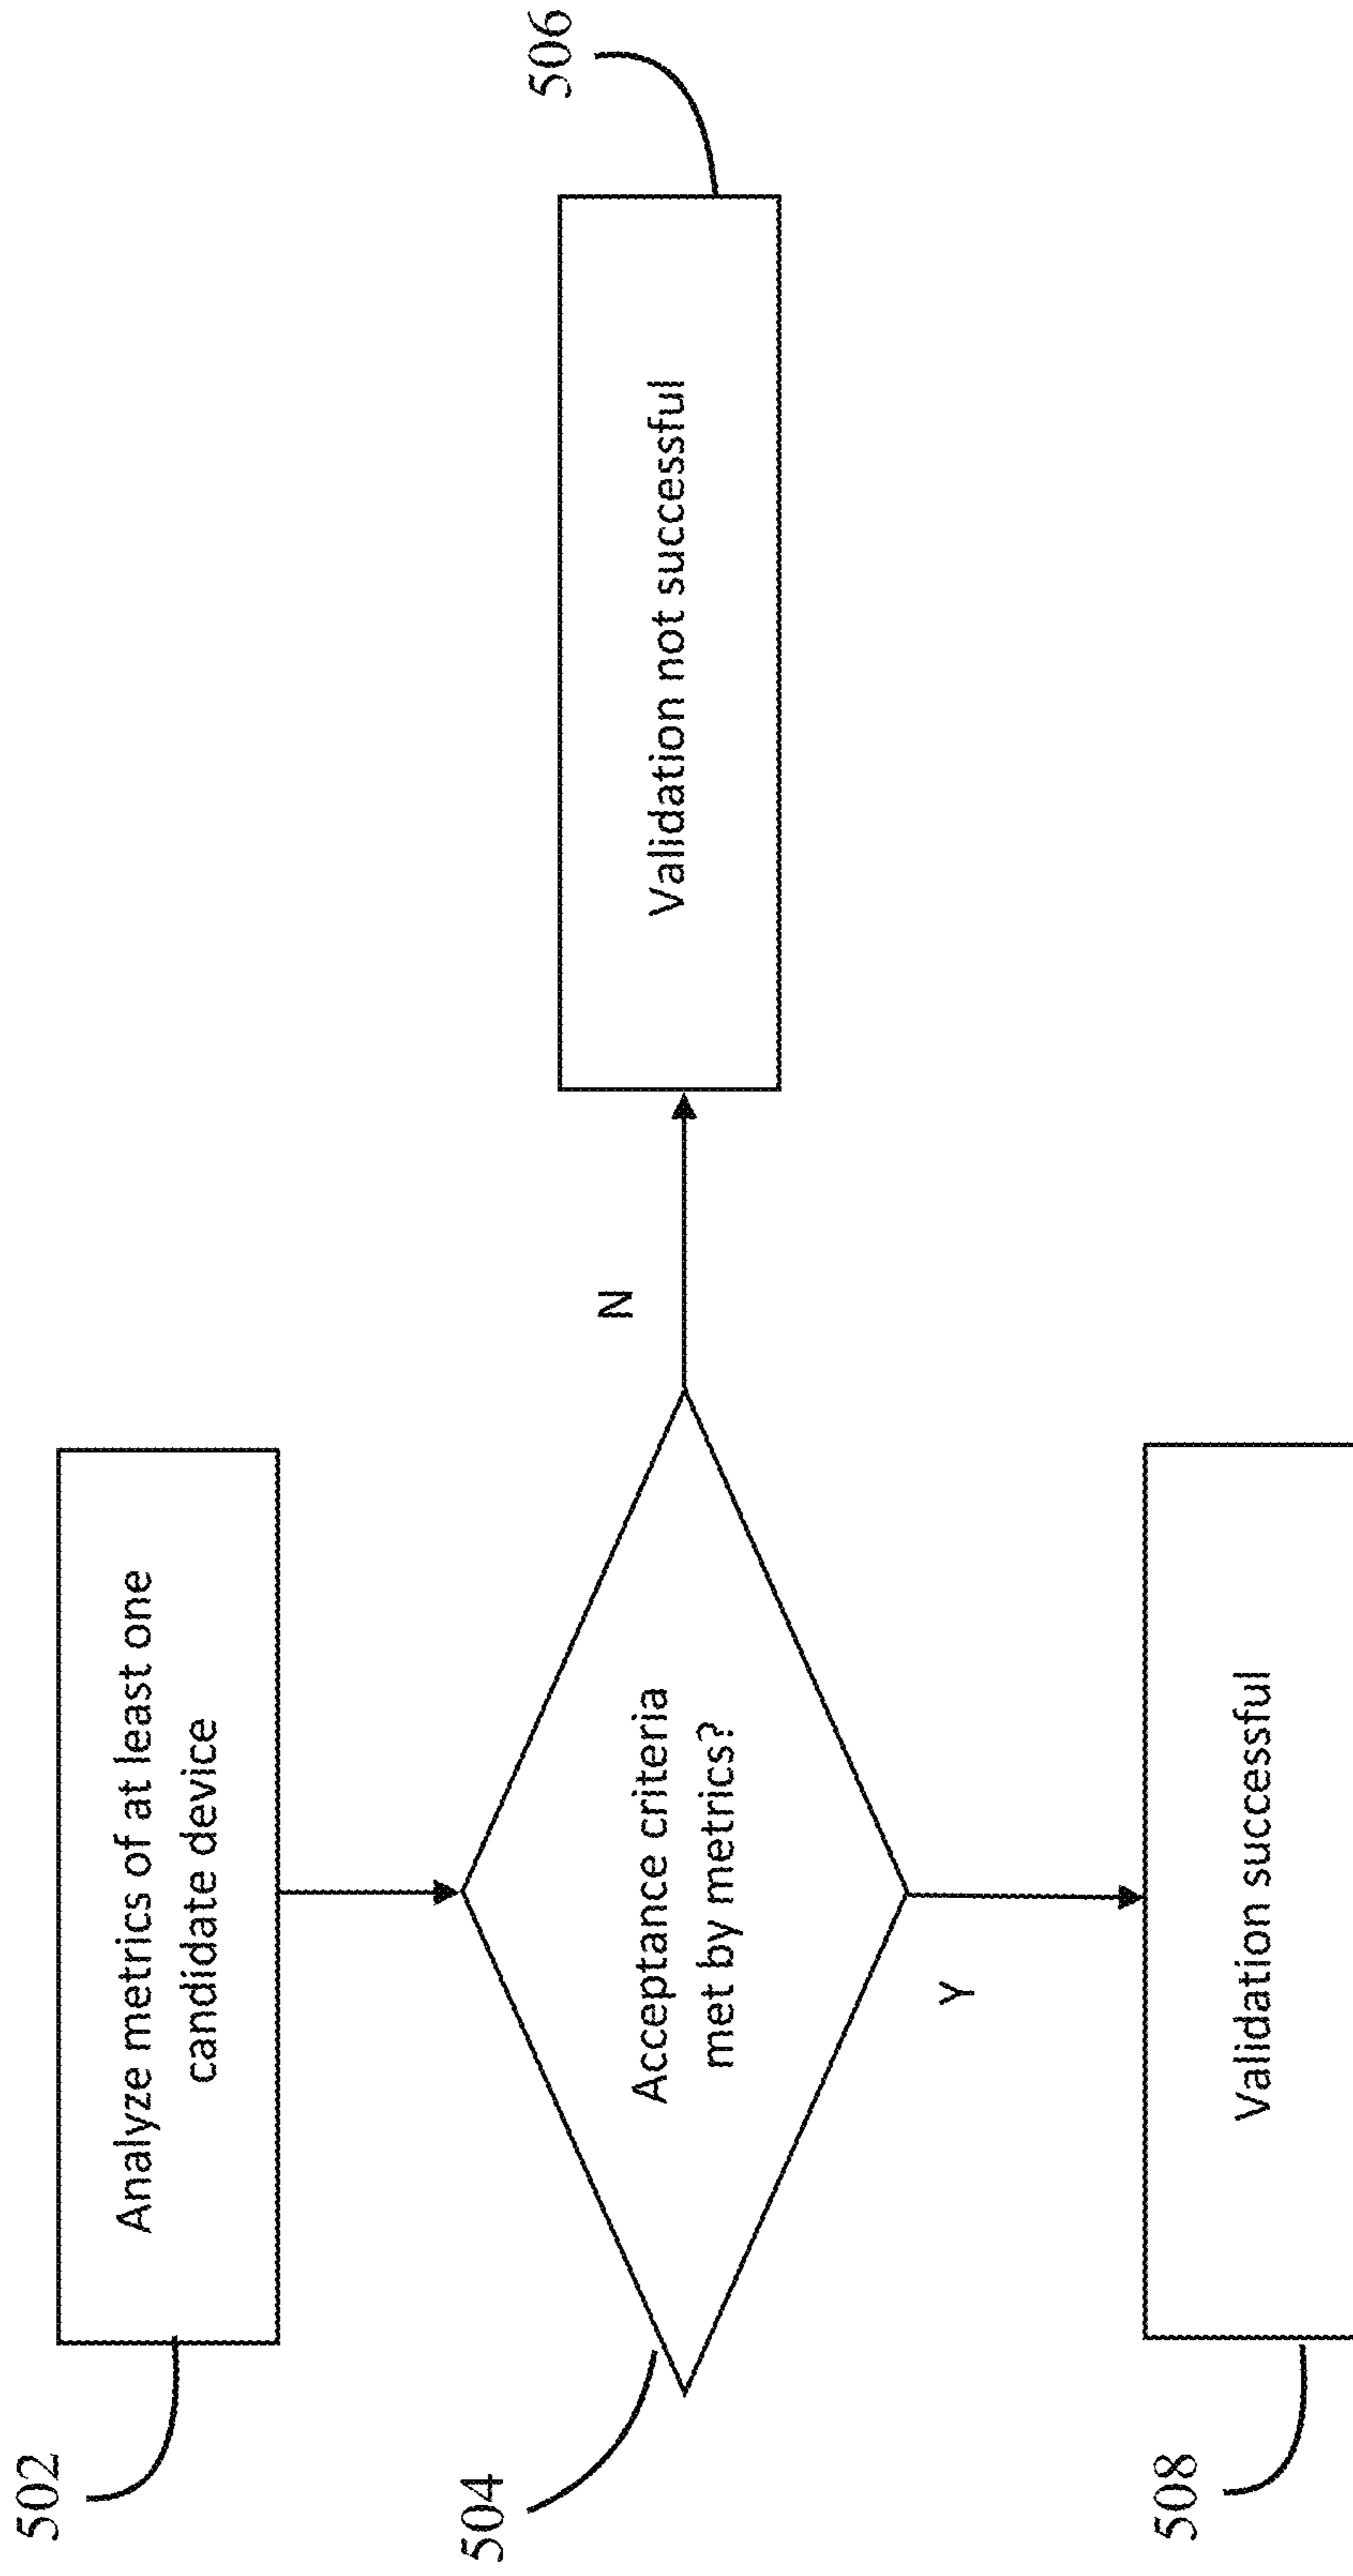 502
Analyze metrics of at least one
candidate device
504
Acceptance criteria
met by metrics?
N
506
Validation not successful
Y
508
Validation successful